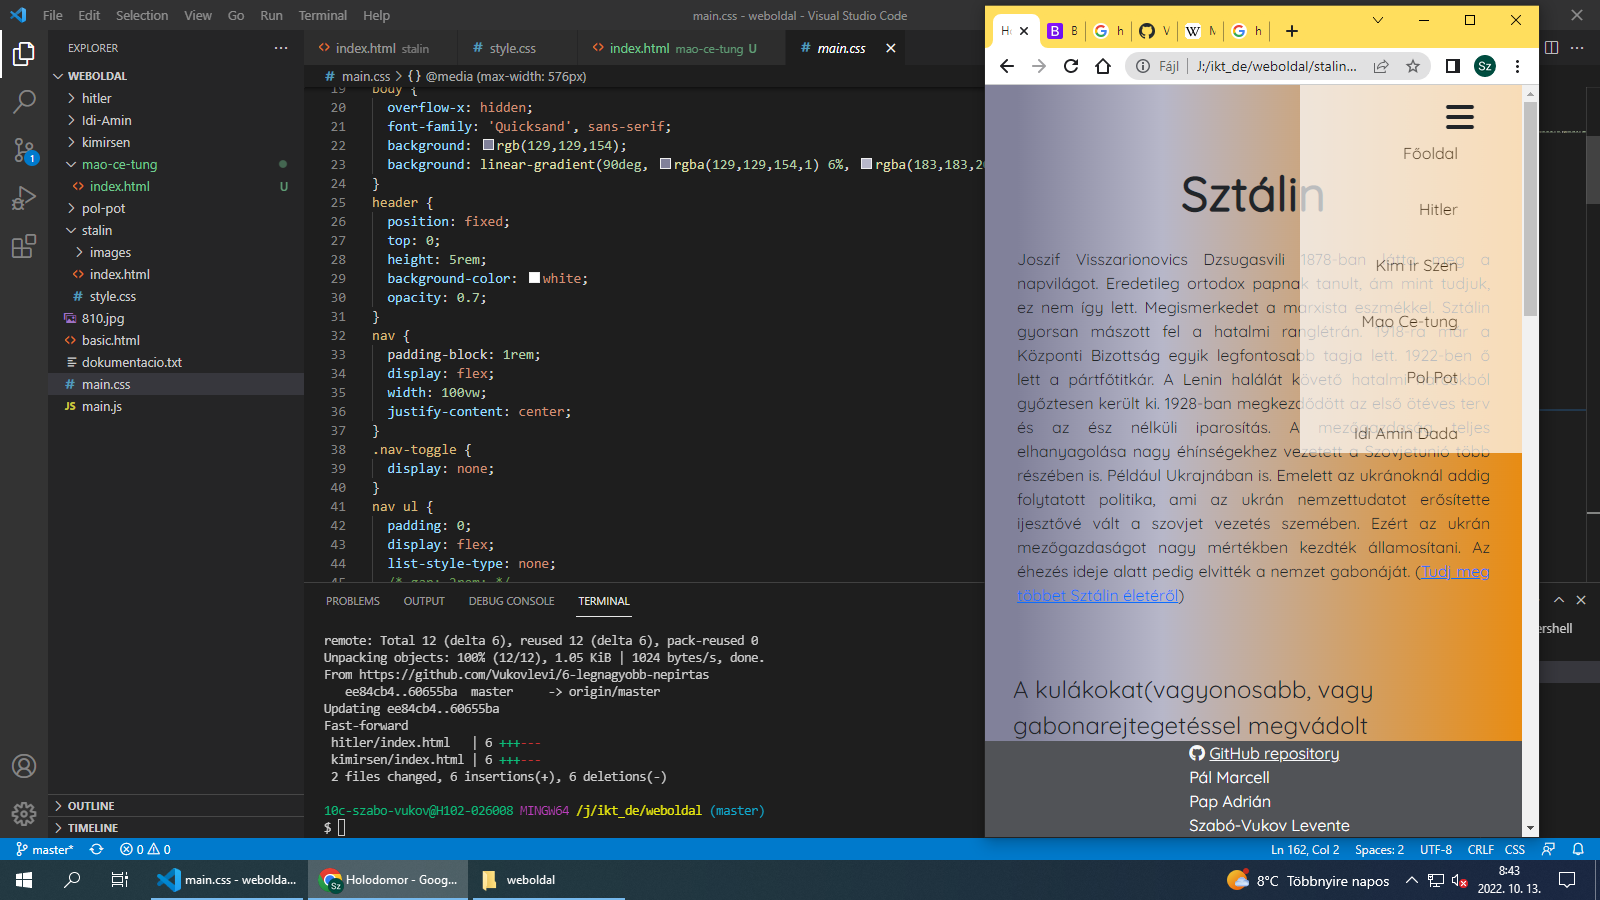 File Edit Selection View Go Run Terminal Help
main.css - weboldal - Visual Studio Code
EXPLORER
WEBOLDAL
hitler
Idi-Amin
kimirsen
mao-ce-tung
index.html U
pol-pot
stalin
images
index.html
style.css
810.jpg
basic.html
dokumentacio.txt
main.css
main.js
OUTLINE
TIMELINE
index.html stalin
style.css
index.html mao-ce-tung U
main.css
main.css > {} @media (max-width: 576px)
19 body {
20 overflow-x: hidden;
21 font-family: 'Quicksand', sans-serif;
22 background: rgb(129,129,154);
23 background: linear-gradient(90deg, rgba(129,129,154,1) 6%, rgba(183,183,20
24 }
25 header {
26 position: fixed;
27 top: 0;
28 height: 5rem;
29 background-color: white;
30 opacity: 0.7;
31 }
32 nav {
33 padding-block: 1rem;
34 display: flex;
35 width: 100vw;
36 justify-content: center;
37 }
38 .nav-toggle {
39 display: none;
40 }
41 nav ul {
42 padding: 0;
43 display: flex;
44 list-style-type: none;
45 /* gap: 2rem; */
PROBLEMS OUTPUT DEBUG CONSOLE TERMINAL
remote: Total 12 (delta 6), reused 12 (delta 6), pack-reused 0
Unpacking objects: 100% (12/12), 1.05 KiB | 1024 bytes/s, done.
From https://github.com/Vukovlevi/6-legnagyobb-nepirtas
ee84cb4..60655ba master -> origin/master
Updating ee84cb4..60655ba
Fast-forward
hitler/index.html | 6 +++---
kimirsen/index.html | 6 +++---
2 files changed, 6 insertions(+), 6 deletions(-)
10c-szabo-vukov@H102-026008 MINGW64 /j/ikt_de/weboldal (master)
$
ershell
Fájl J:/ikt_de/weboldal/stalin... Sz
Főoldal
Hitler
Kim Ir Szen
Mao Ce-tung
Pol Pot
Idi Amin Dada
Sztálin
Joszif Visszarionovics Dzsugasvili 1878-ban látta meg a
napvilágot. Eredetileg ortodox papnak tanult, ám mint tudjuk,
ez nem így lett. Megismerkedet a marxista eszmékkel. Sztálin
gyorsan mászott fel a hatalmi ranglétrán. 1918-ra már a
Központi Bizottság egyik legfontosabb tagja lett. 1922-ben ő
lett a pártfőtitkár. A Lenin halálát követő hatalmi
győztesen került ki. 1928-ban megkezdődött az első ötéves terv
és az ész nélküli iparosítás. A mezőgazdaság teljes
elhanyagolása nagy éhínségekhez vezetett a Szovjetunió több
részében is. Például Ukrajnában is. Emelett az ukránoknál addig
folytatott politika, ami az ukrán nemzettudatot erősítette
ijesztővé vált a szovjet vezetés szemében. Ezért az ukrán
mezőgazdaságot nagy mértékben kezdték államosítani. Az
éhezés ideje alatt pedig elvitték a nemzet gabonáját. (Tudj meg
többet Sztálin életéről)
A kulákokat(vagyonosabb, vagy
gabonarejtegetéssel megvádolt
GitHub repository
Pál Marcell
Pap Adrián
Szabó-Vukov Levente
master* 0 0
Ln 162, Col 2 Spaces: 2 UTF-8 CRLF CSS
main.css - webolda...
Holodomor - Goog...
weboldal
8°C Többnyire napos
8:43
2022. 10. 13.